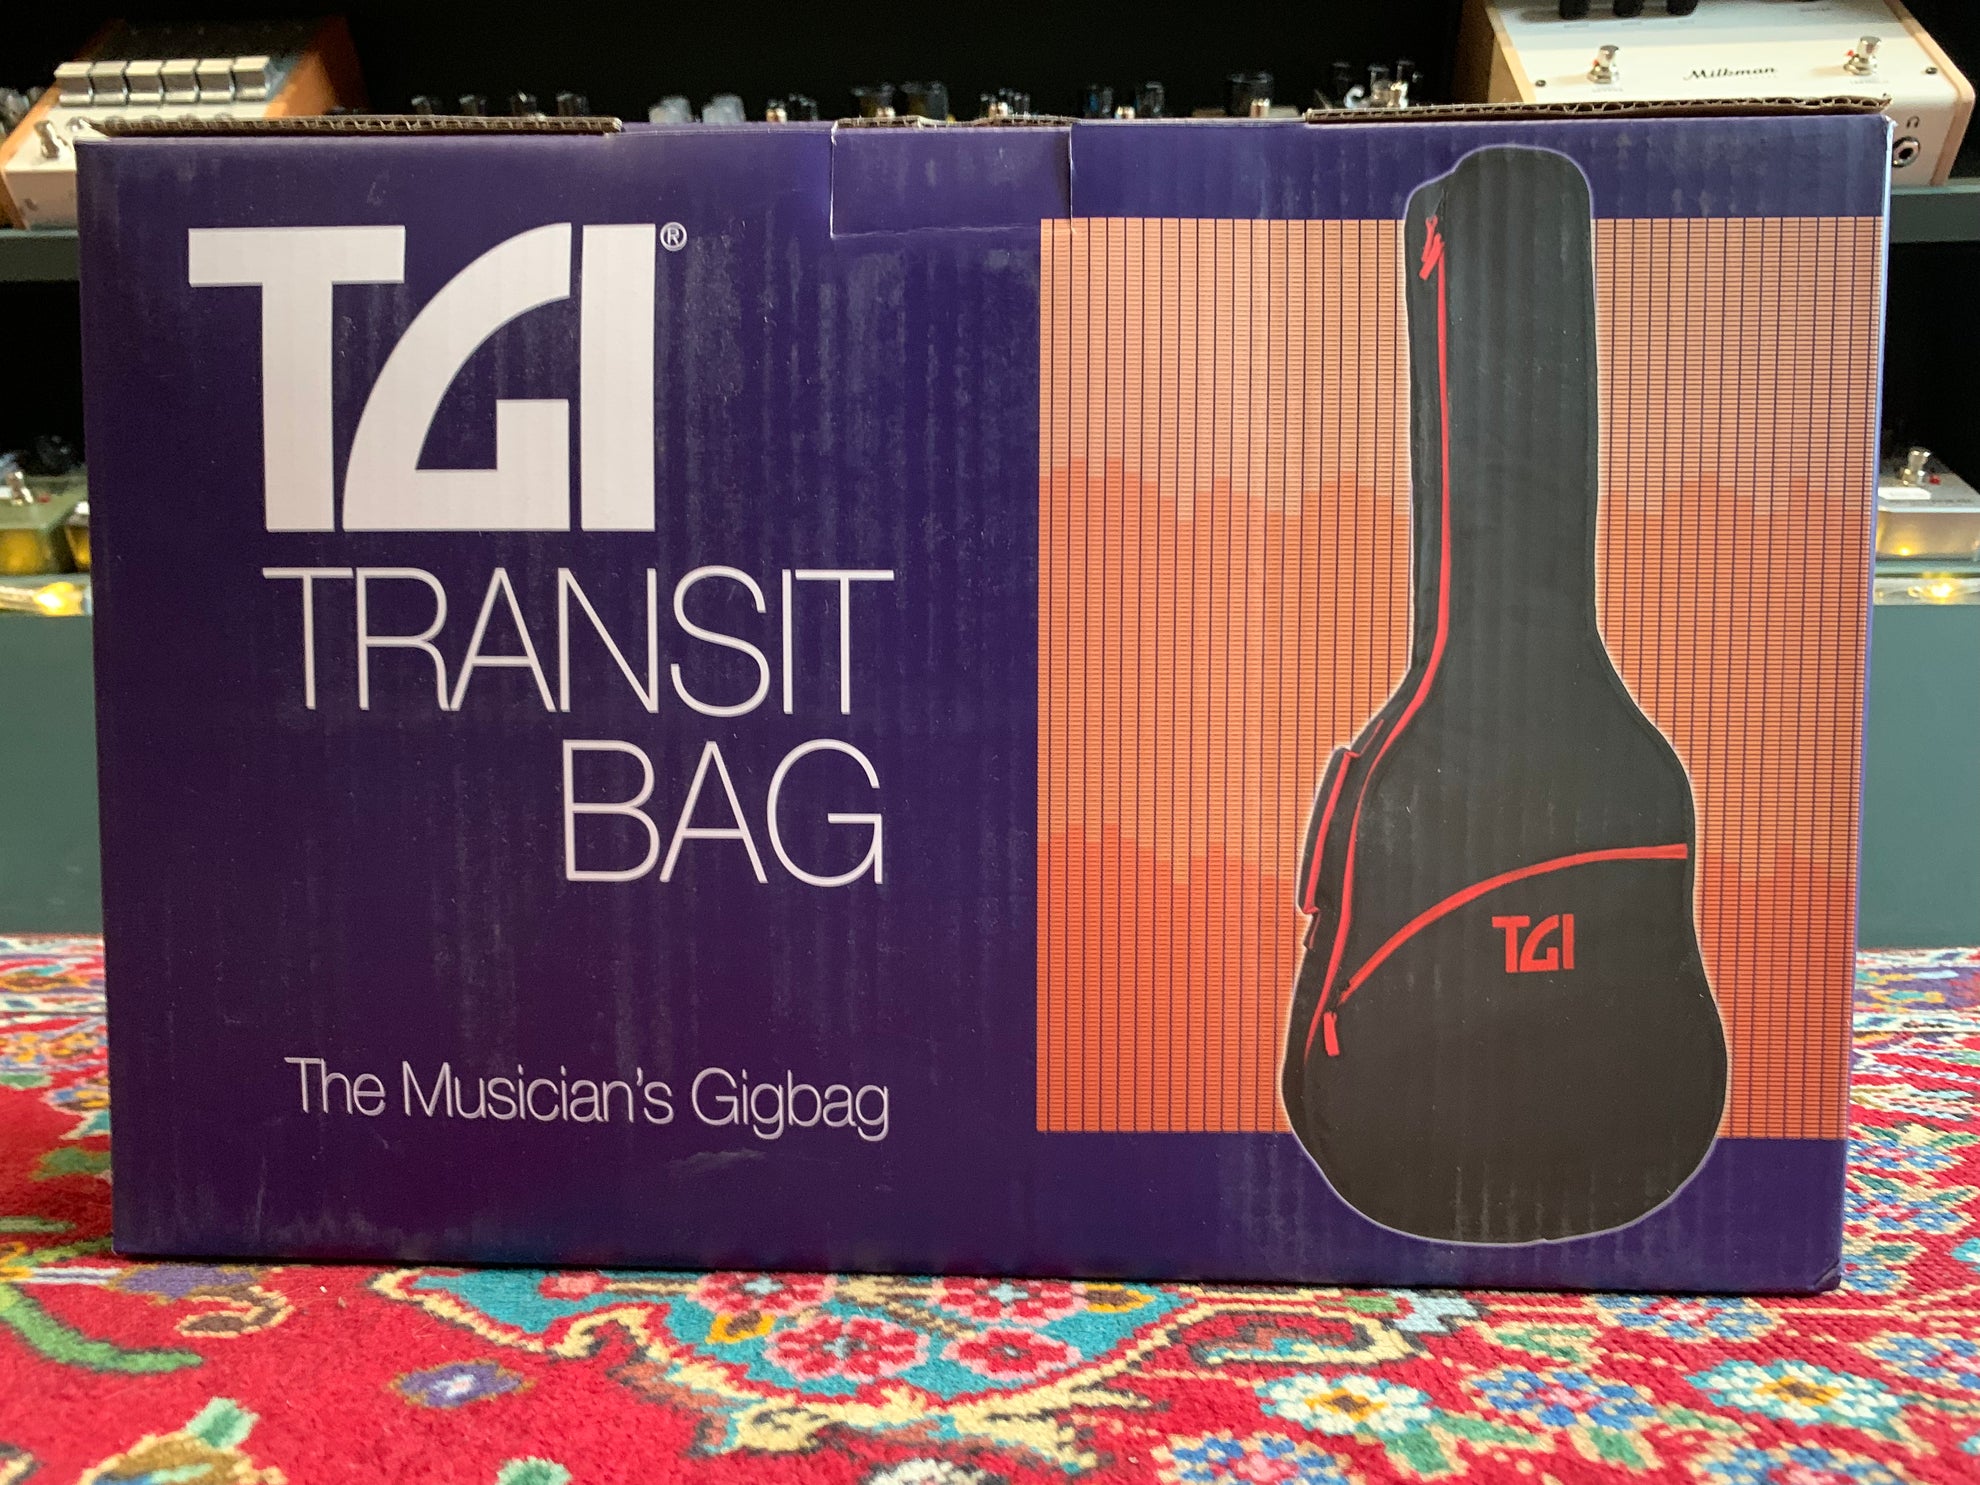 Milkman
TGI®
TRANSIT
BAG
The Musician's Gigbag
TGI